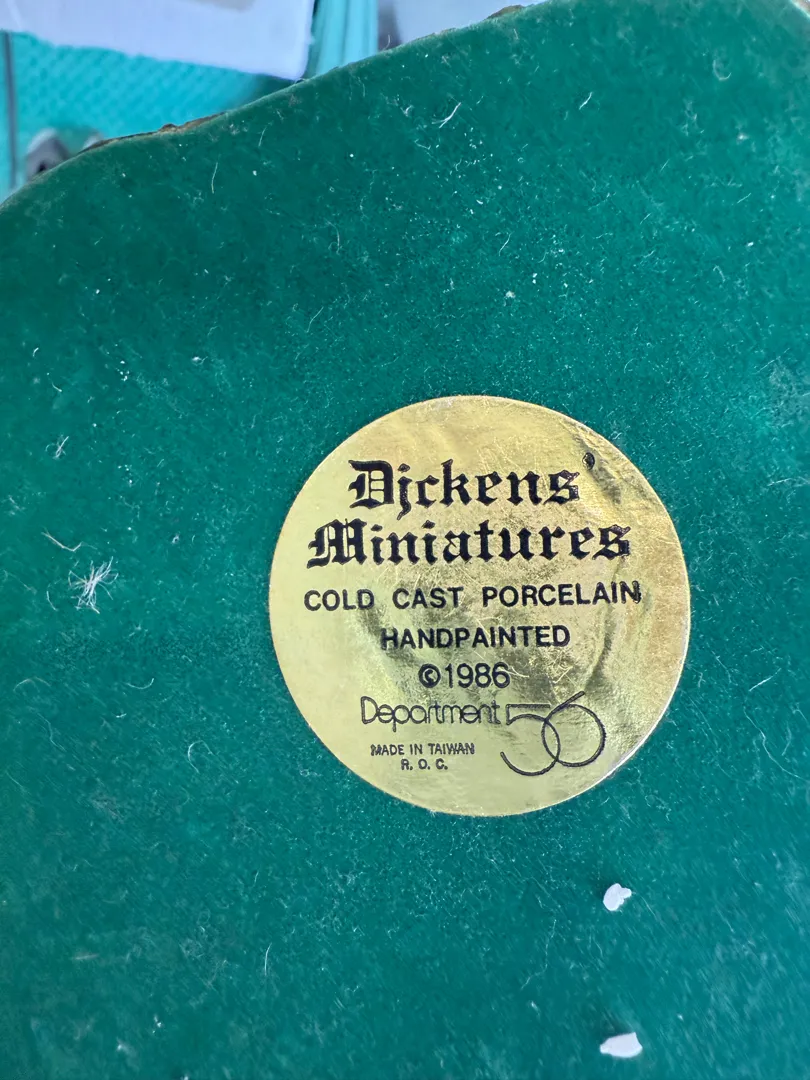 Dickens'
Miniatures
COLD CAST PORCELAIN
HANDPAINTED
©1986
Department 56
MADE IN TAIWAN
R. O. C.